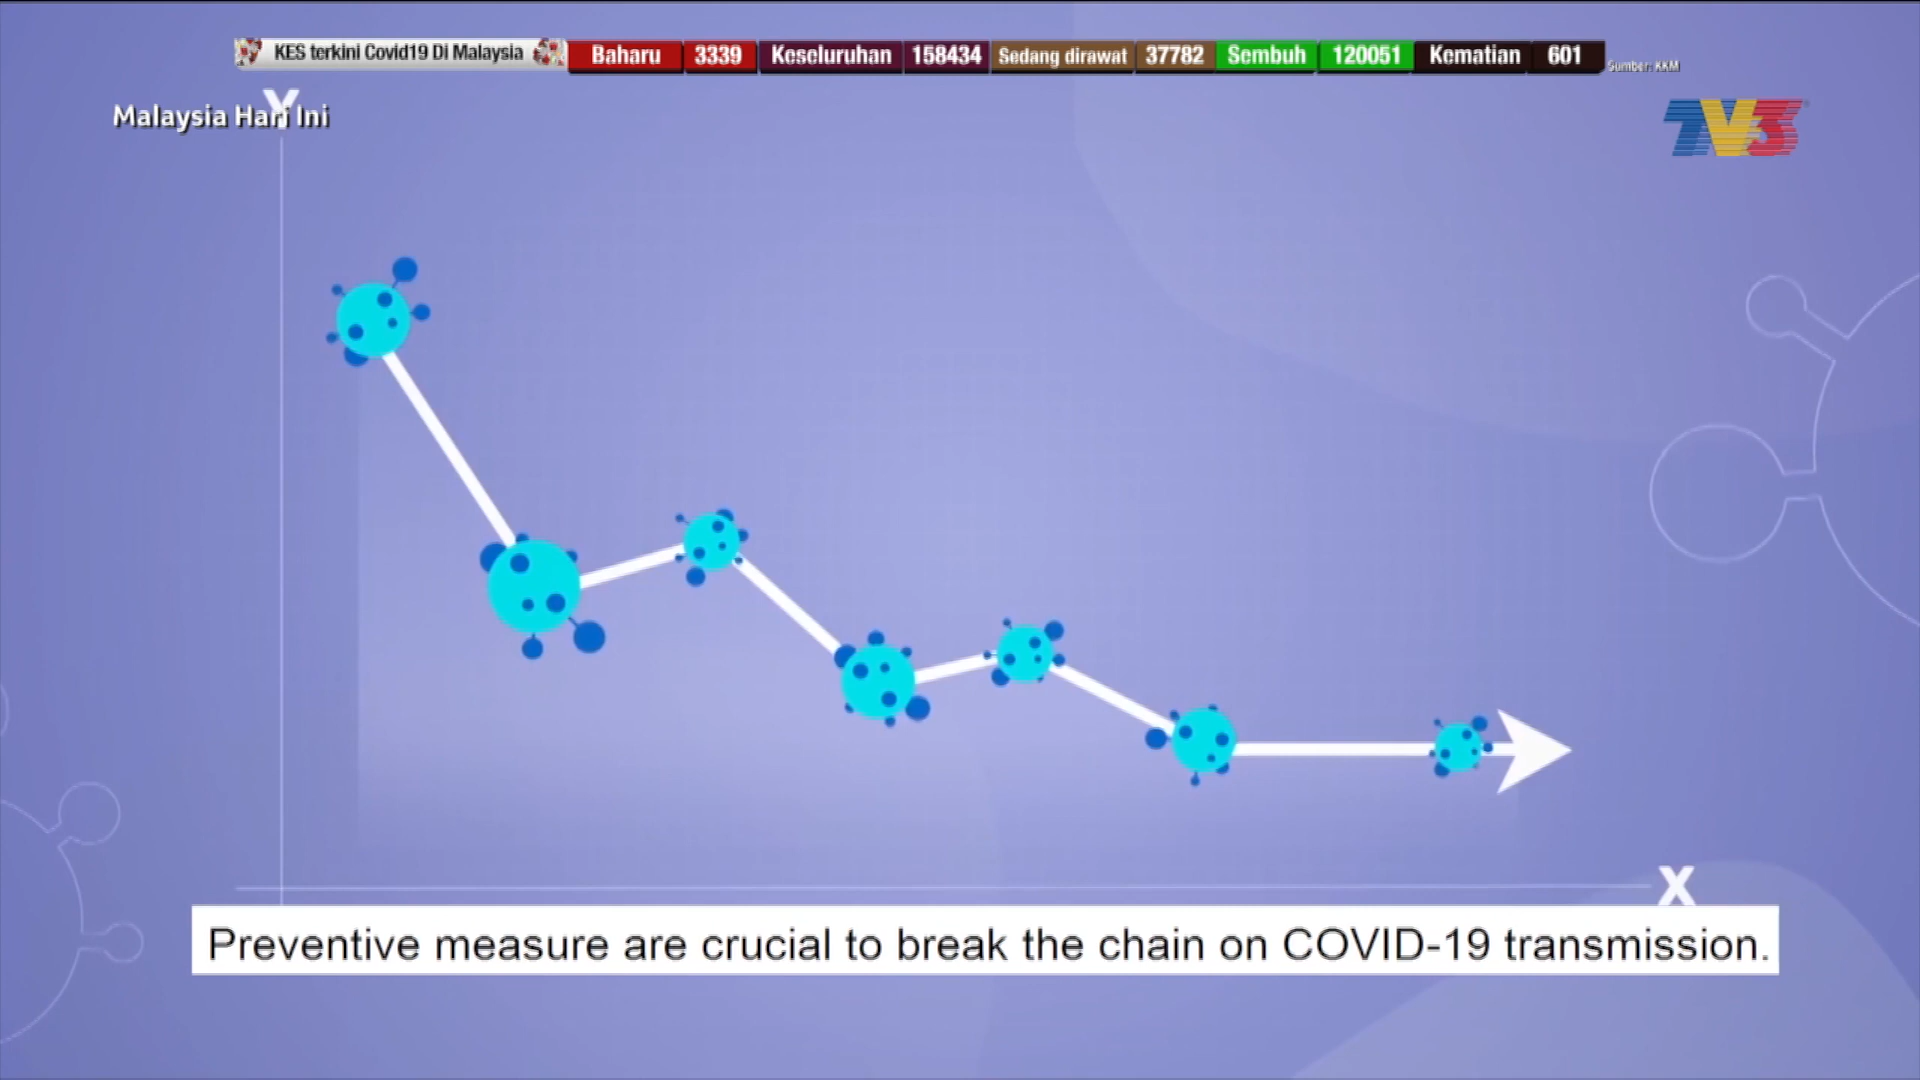 KES terkini Covid19 Di Malaysia Baharu 3339 Keseluruhan 158434 Sedang dirawat 37782 Sembuh 120051 Kematian 601 Sumber: KKM
Y
Malaysia Hari Ini
TV3
X
Preventive measure are crucial to break the chain on COVID-19 transmission.